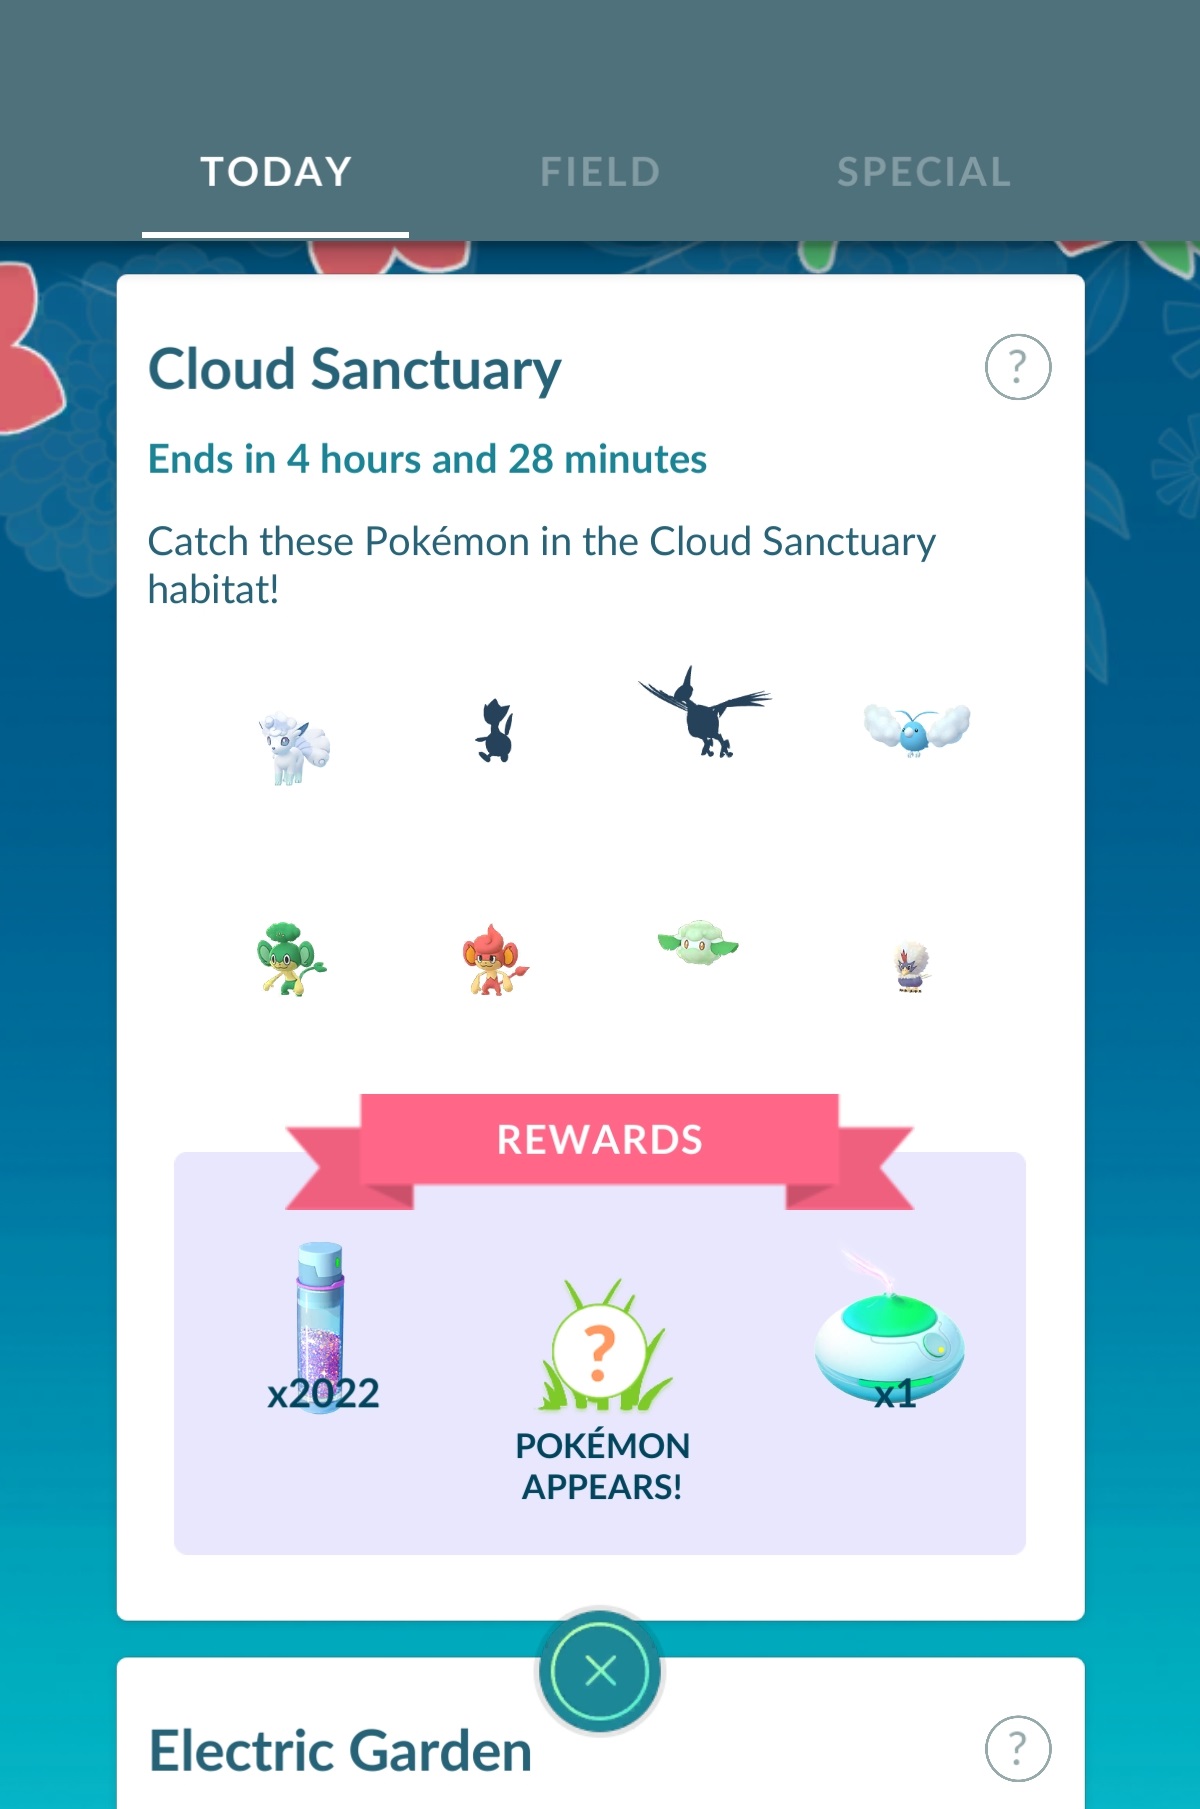 TODAY
FIELD
SPECIAL
Cloud Sanctuary
?
Ends in 4 hours and 28 minutes
Catch these Pokémon in the Cloud Sanctuary
habitat!
REWARDS
?
x2022
x1
POKÉMON
APPEARS!
Electric Garden
?